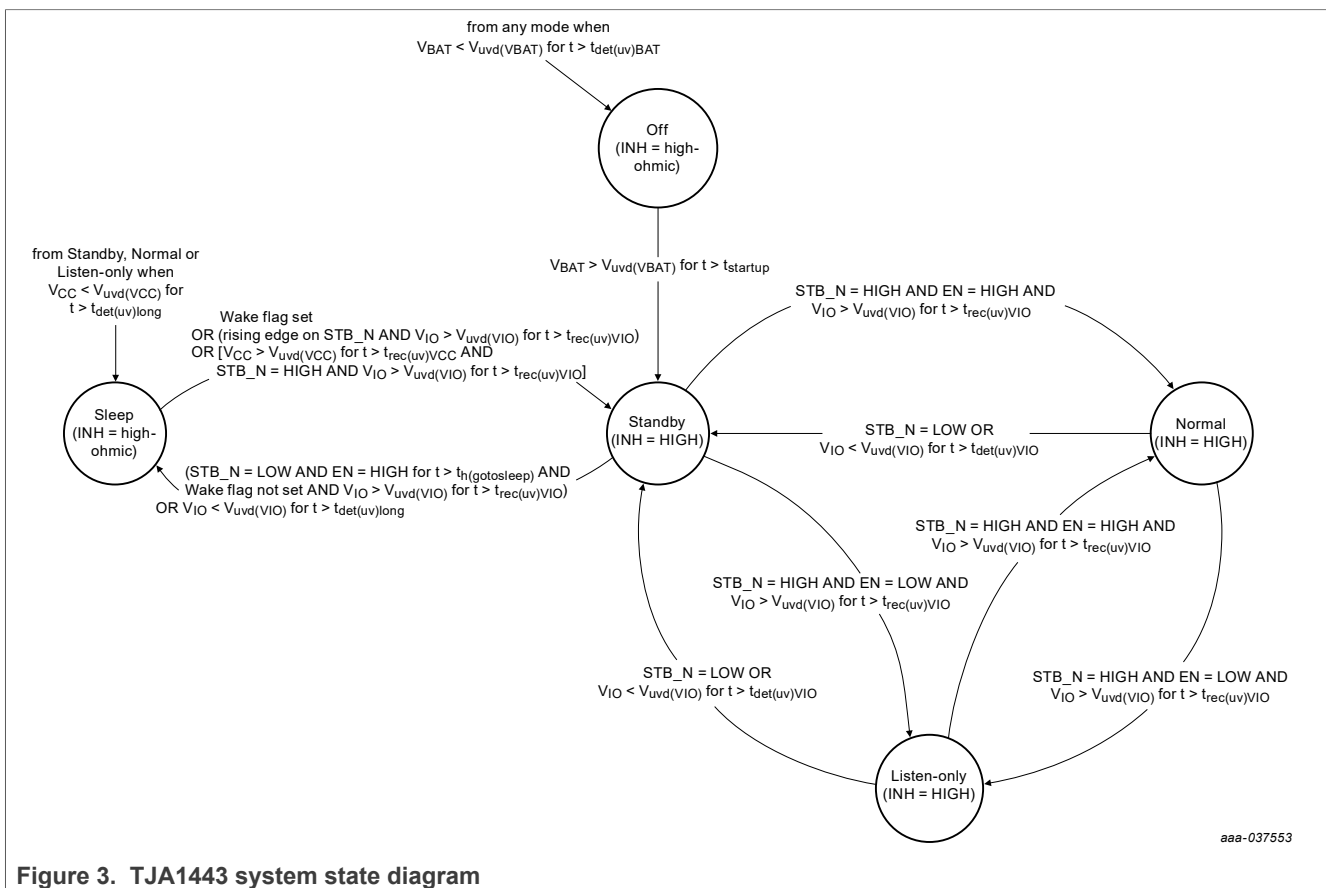 from any mode when
VBAT < Vuvd(VBAT) for t > tdet(uv)BAT
Off
(INH = high-
ohmic)
VBAT > Vuvd(VBAT) for t > tstartup
from Standby, Normal or
Listen-only when
VCC < Vuvd(VCC) for
t > tdet(uv)long
Wake flag set
OR (rising edge on STB_N AND VIO > Vuvd(VIO) for t > trec(uv)VIO)
OR [VCC > Vuvd(VCC) for t > trec(uv)VCC AND
STB_N = HIGH AND VIO > Vuvd(VIO) for t > trec(uv)VIO]
STB_N = HIGH AND EN = HIGH AND
VIO > Vuvd(VIO) for t > trec(uv)VIO
Sleep
(INH = high-
ohmic)
Standby
(INH = HIGH)
STB_N = LOW OR
VIO < Vuvd(VIO) for t > tdet(uv)VIO
Normal
(INH = HIGH)
(STB_N = LOW AND EN = HIGH for t > th(gotosleep) AND
Wake flag not set AND VIO > Vuvd(VIO) for t > trec(uv)VIO)
OR VIO < Vuvd(VIO) for t > tdet(uv)long
STB_N = HIGH AND EN = HIGH AND
VIO > Vuvd(VIO) for t > trec(uv)VIO
STB_N = HIGH AND EN = LOW AND
VIO > Vuvd(VIO) for t > trec(uv)VIO
STB_N = LOW OR
VIO < Vuvd(VIO) for t > tdet(uv)VIO
STB_N = HIGH AND EN = LOW AND
VIO > Vuvd(VIO) for t > trec(uv)VIO
Listen-only
(INH = HIGH)
aaa-037553
Figure 3. TJA1443 system state diagram